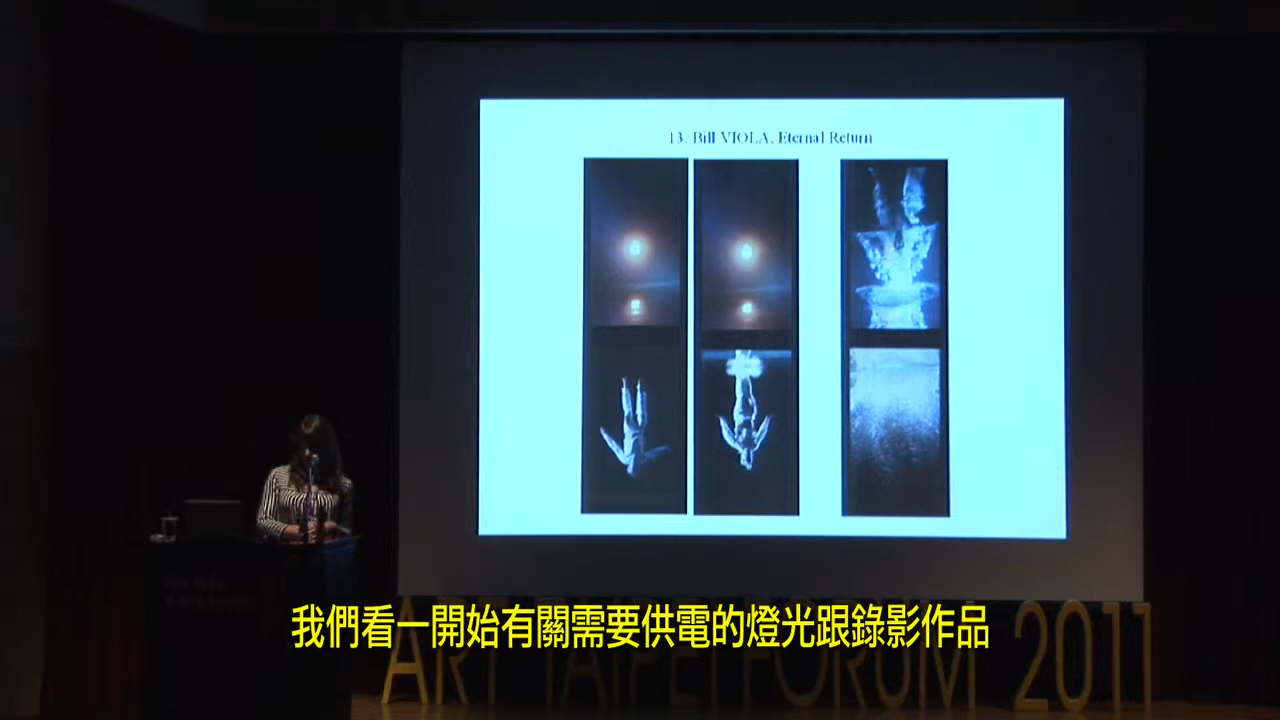 13. Bill VIOLA, Eternal Return
我們看一開始有關需要供電的燈光跟錄影作品
ART TAIPEI FORUM 2011